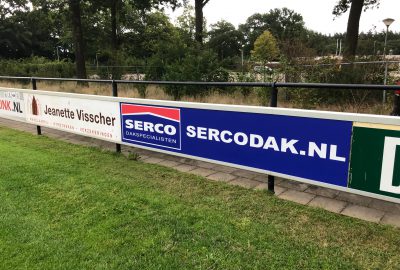 NK.NL
Jeanette Visscher
SERCO
DAKSPECIALISTEN
SERCODAK.NL
D